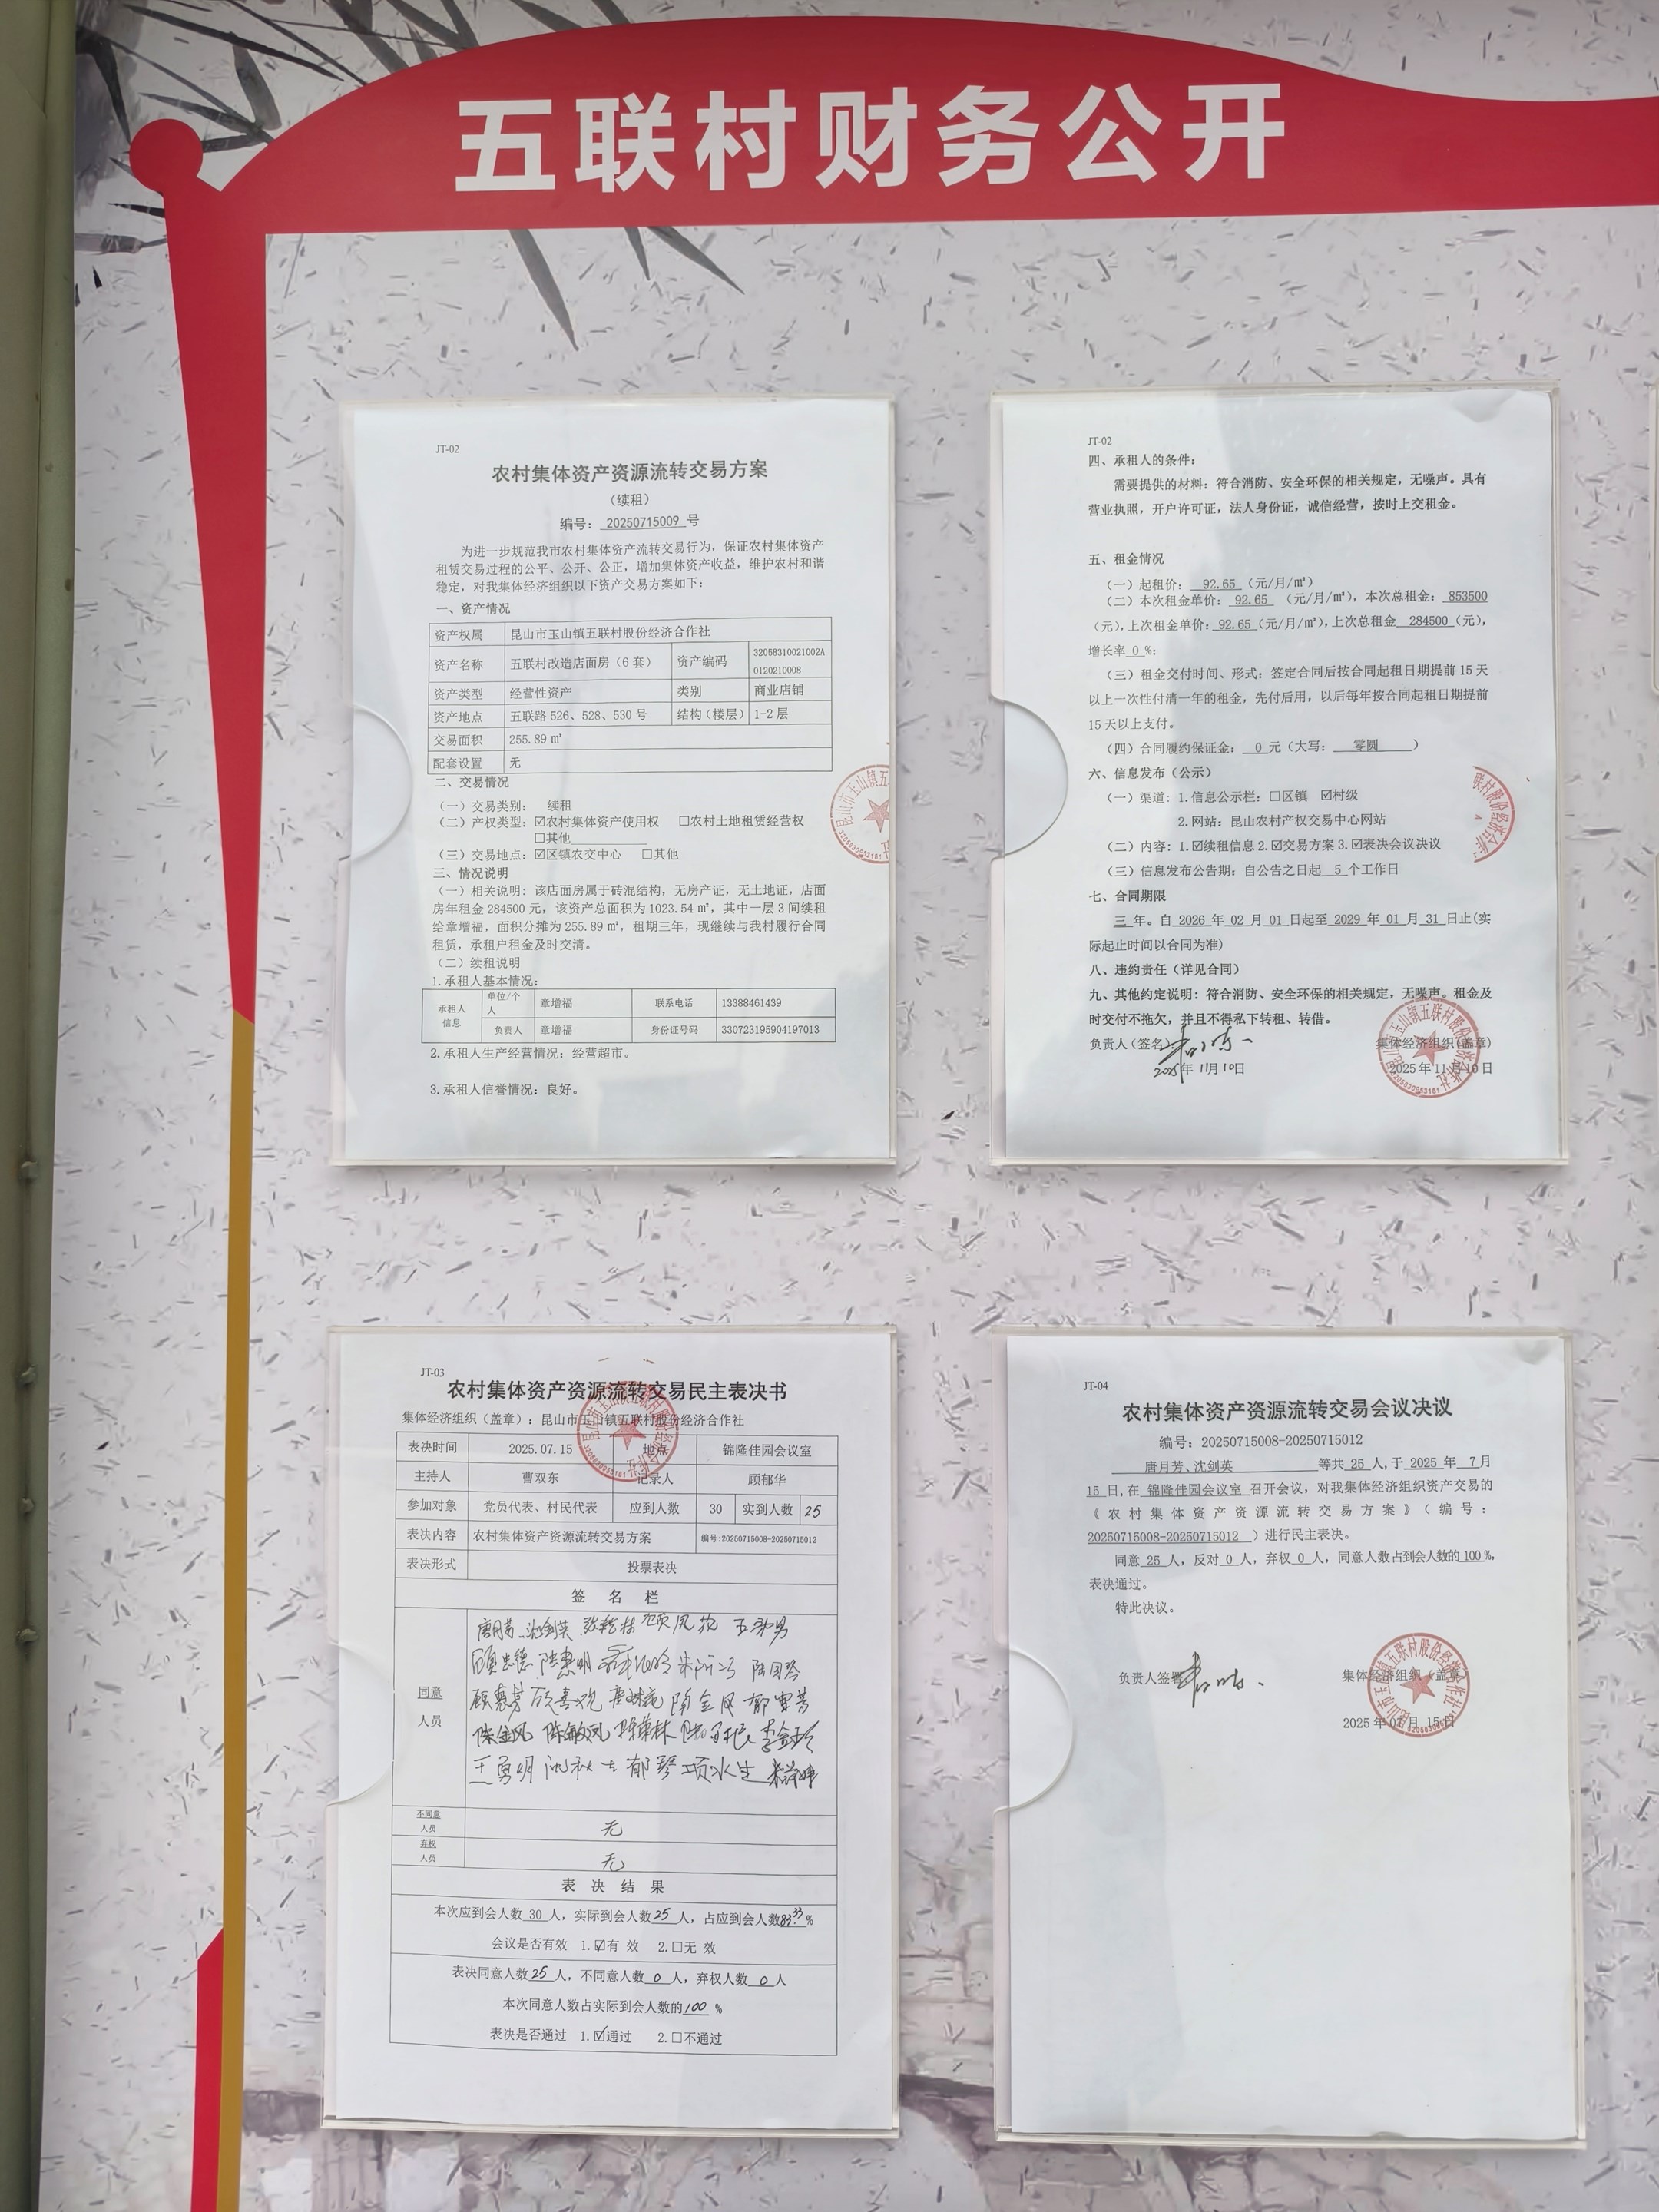 五联村财务公开
JT-02
农村集体资产资源流转交易方案
（续租）
编号： 20250715009 号
为进一步规范我市农村集体资产流转交易行为，保证农村集体资产
租赁交易过程的公平、公开、公正，增加集体资产收益，维护农村和谐
稳定，对我集体经济组织以下资产交易方案如下：
一、资产情况
资产权属 昆山市玉山镇五联村股份经济合作社
资产名称 五联村改造店面房（6 套） 资产编码 32058310021002A
0120210008
资产类型 经营性资产 类别 商业店铺
资产地点 五联路 526、528、530 号 结构（楼层） 1-2 层
交易面积 255.89 ㎡
配套设置 无
二、交易情况
（一）交易类别： 续租
（二）产权类型：☑农村集体资产使用权 □农村土地租赁经营权
□其他
（三）交易地点：☑区镇农交中心 □其他
三、情况说明
（一）相关说明：该店面房属于砖混结构，无房产证，无土地证，店面
房年租金 284500 元，该资产总面积为 1023.54 ㎡，其中一层 3 间续租
给章增福，面积分摊为 255.89 ㎡，租期三年，现继续与我村履行合同
租赁，承租户租金及时交清。
（二）续租说明
1.承租人基本情况：
承租人信息 单位/个人 章增福 联系电话 13388461439
负责人 章增福 身份证号码 330723195904197013
2.承租人生产经营情况：经营超市。
3.承租人信誉情况：良好。
JT-02
四、承租人的条件：
需要提供的材料：符合消防、安全环保的相关规定，无噪声。具有
营业执照，开户许可证，法人身份证，诚信经营，按时上交租金。
五、租金情况
（一）起租价： 92.65 （元/月/㎡）
（二）本次租金单价： 92.65 （元/月/㎡），本次总租金： 853500
（元），上次租金单价：92.65（元/月/㎡），上次总租金 284500（元），
增长率 0 %；
（三）租金交付时间、形式：签定合同后按合同起租日期提前 15 天
以上一次性付清一年的租金，先付后用，以后每年按合同起租日期提前
15 天以上支付。
（四）合同履约保证金： 0 元（大写： 零圆 ）
六、信息发布（公示）
（一）渠道：1.信息公示栏：□区镇 ☑村级
2.网站：昆山农村产权交易中心网站
（二）内容：1.☑续租信息 2.☑交易方案 3.☑表决会议决议
（三）信息发布公告期：自公告之日起 5 个工作日
七、合同期限
三 年。自 2026 年 02 月 01 日起至 2029 年 01 月 31 日止(实
际起止时间以合同为准)
八、违约责任（详见合同）
九、其他约定说明：符合消防、安全环保的相关规定，无噪声。租金及
时交付不拖欠，并且不得私下转租、转借。
负责人（签名） 集体经济组织(盖章)
2025年 11月10日 2025 年 11 月 10 日
JT-03
农村集体资产资源流转交易民主表决书
集体经济组织（盖章）：昆山市玉山镇五联村股份经济合作社
表决时间 2025.07.15 地点 锦隆佳园会议室
主持人 曹双东 记录人 顾郁华
参加对象 党员代表、村民代表 应到人数 30 实到人数 25
表决内容 农村集体资产资源流转交易方案 编号:20250715008-20250715012
表决形式 投票表决
签 名 栏
同意
人员
唐月芳 沈剑英
顾忠德 陆惠明
陈金凤 陈敏凤
王勇明 郁琴 项水生
不同意
人员 无
弃权
人员 无
表 决 结 果
本次应到会人数 30 人，实际到会人数 25 人，占应到会人数83.33%
会议是否有效 1.☑有 效 2.□无 效
表决同意人数 25 人，不同意人数 0 人，弃权人数 0 人
本次同意人数占实际到会人数的 100 %
表决是否通过 1.☑通过 2.□不通过
JT-04
农村集体资产资源流转交易会议决议
编号：20250715008-20250715012
唐月芳、沈剑英 等共 25 人,于 2025 年 7 月
15 日,在 锦隆佳园会议室 召开会议，对我集体经济组织资产交易的
《农村集体资产资源流转交易方案》（编号：
20250715008-20250715012 ）进行民主表决。
同意 25 人，反对 0 人，弃权 0 人，同意人数占到会人数的 100 %,
表决通过。
特此决议。
负责人签 集体经济组织（盖章）
2025 年 07 月 15 日